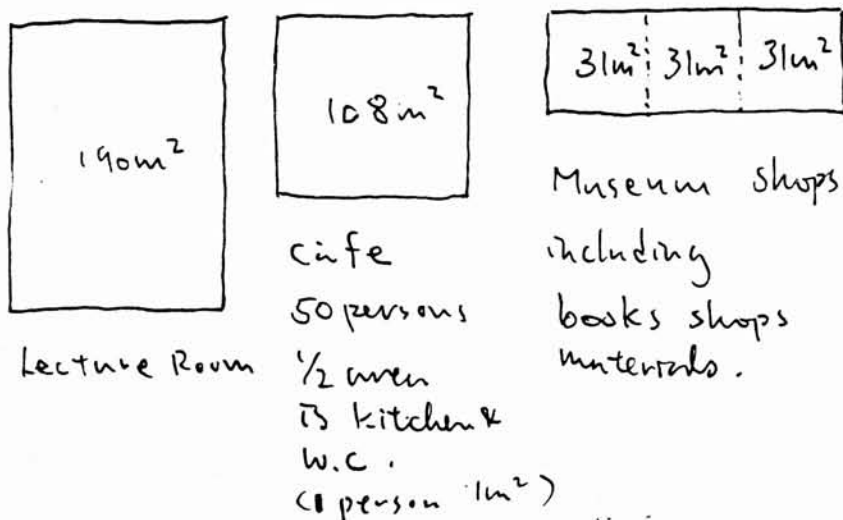 190m²
Lecture Room
108m²
Cafe
50 persons
1/2 area
is kitchen &
W.C.
(1 person 1m²)
31m² 31m² 31m²
Museum shops
including
books shops
materials.